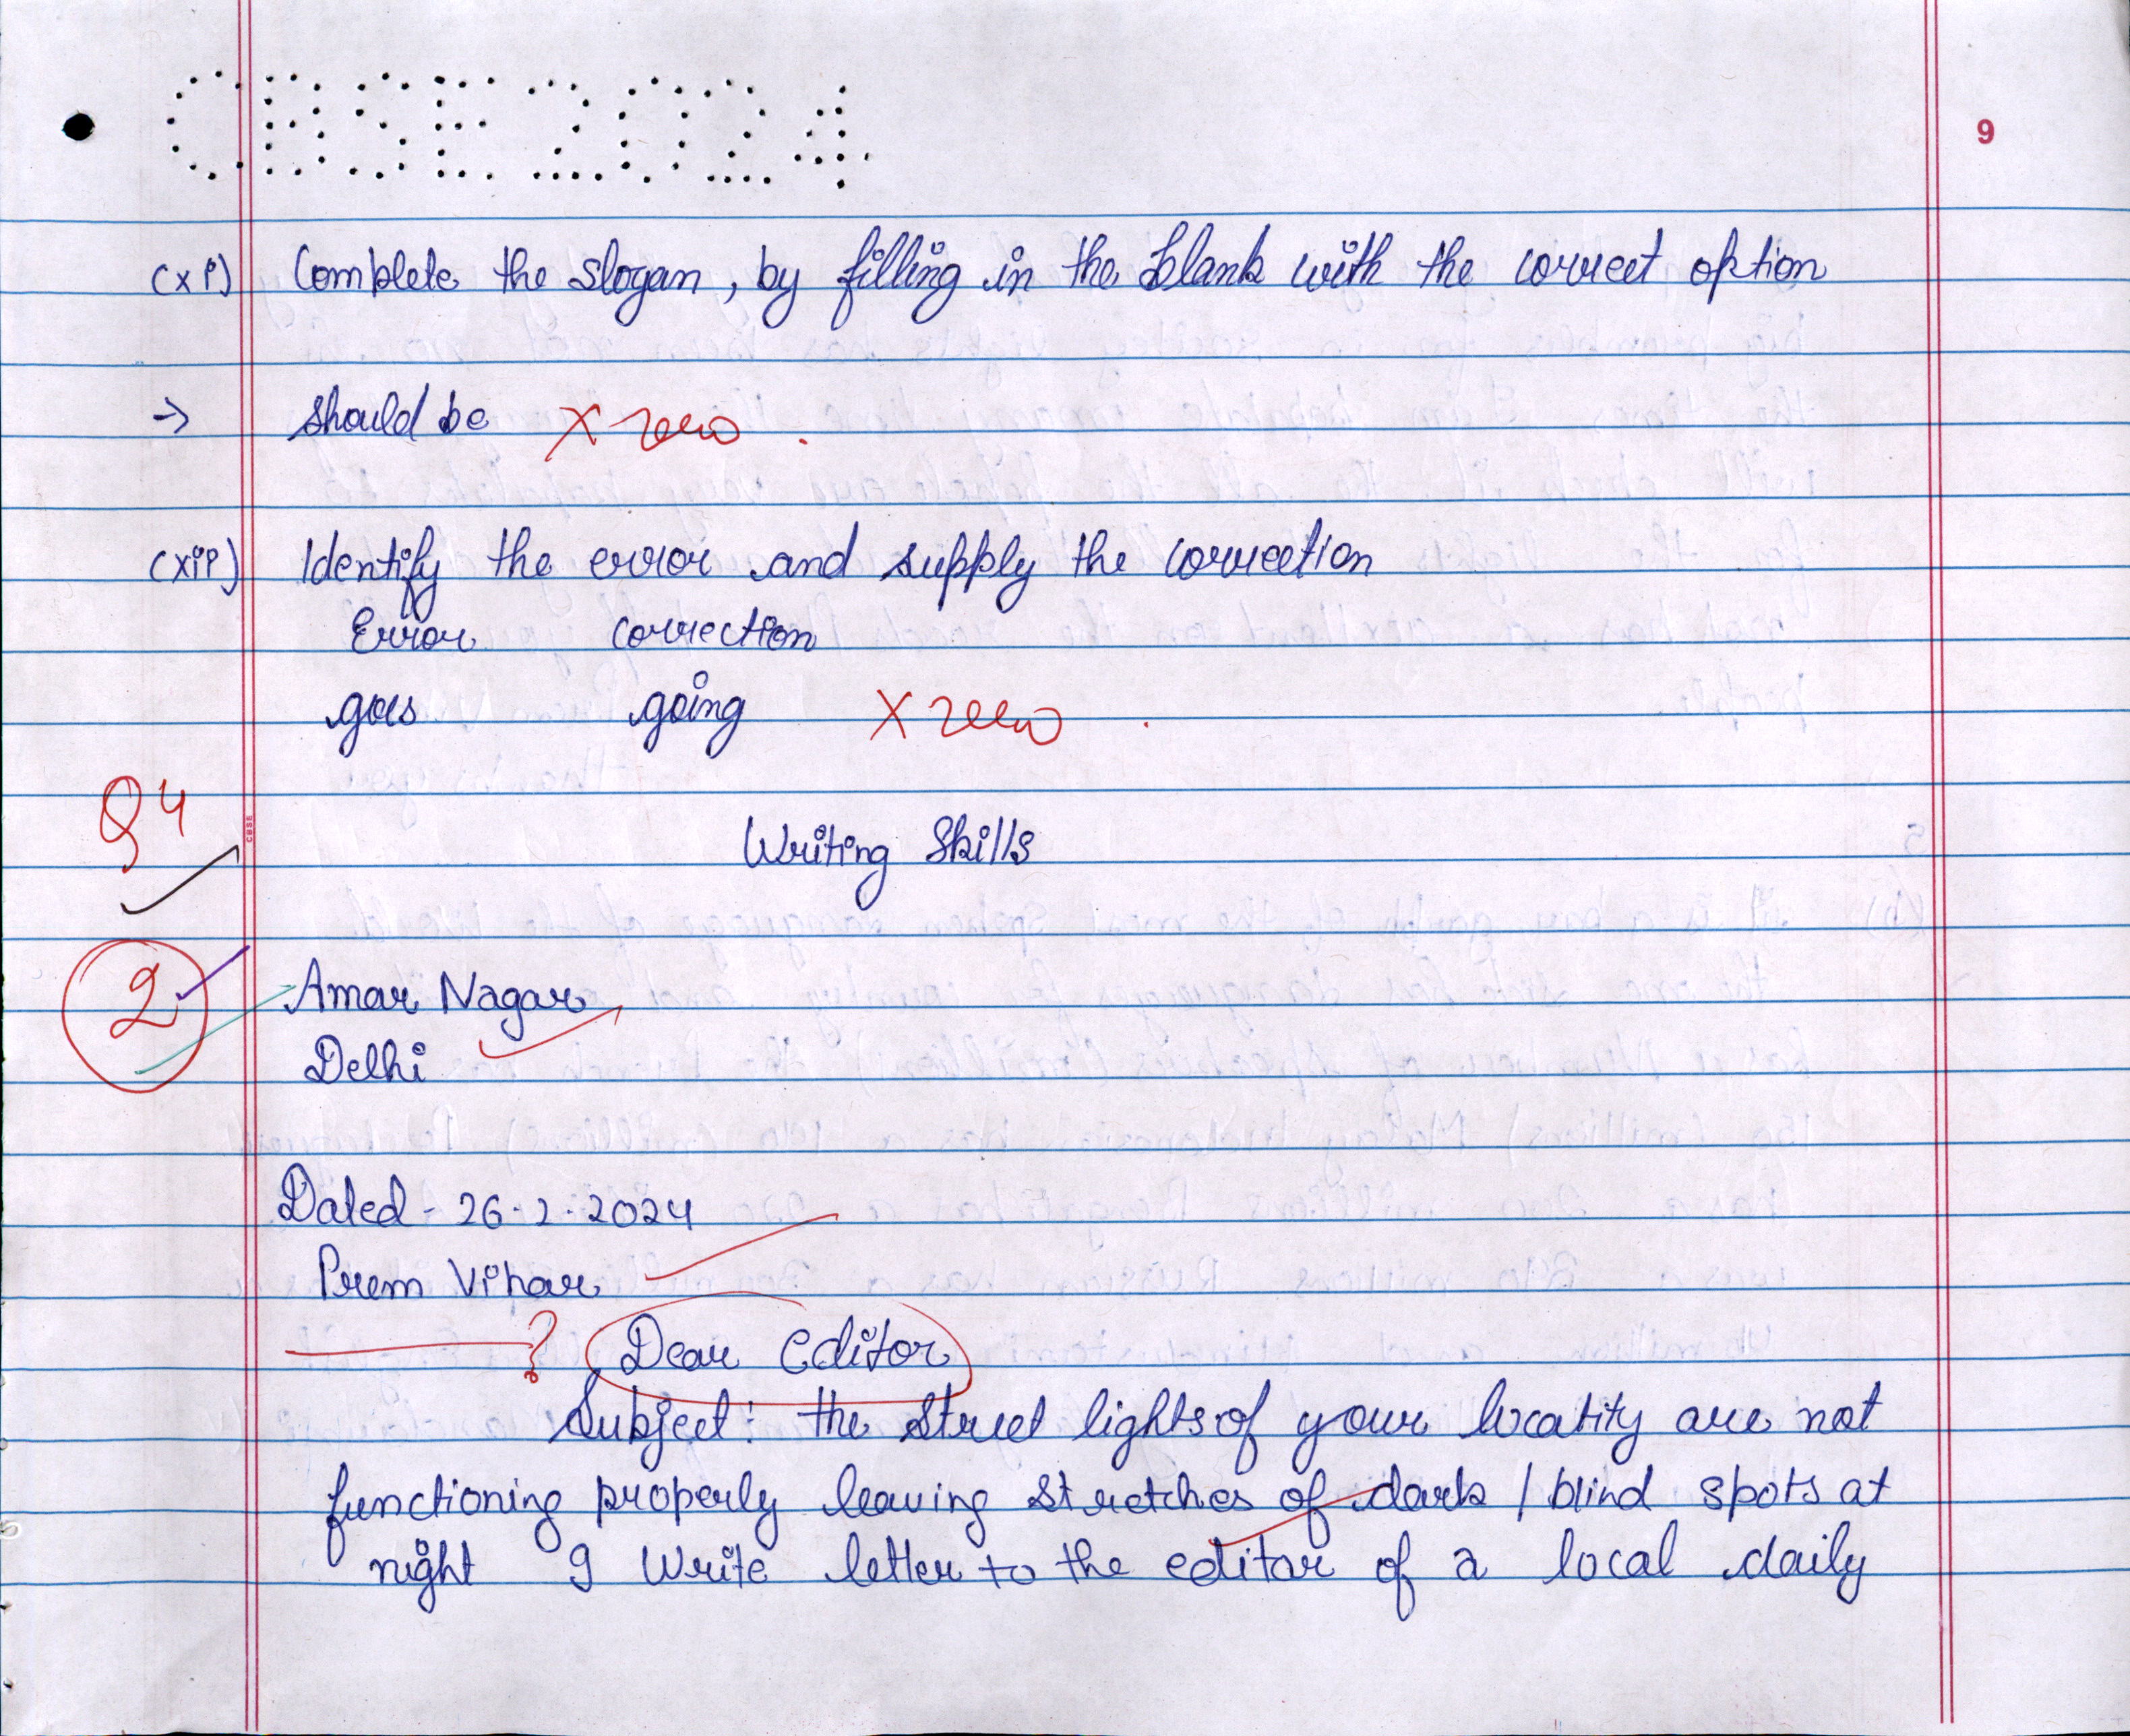 CBSE 2024
9
(xi) Complete the slogan, by filling in the blank with the correct option
→ should be X zero.
(xii) Identify the error and supply the correction
Error correction
goes going X zero.
Q4
CBSE
Writing Skills
2
Amar Nagar
Delhi
Dated - 26.2.2024
Prem Vihar
? Dear Editor
Subject: the street lights of your locatity are not
functioning properly leaving stretches of dark / blind spots at
night I Write letter to the editor of a local daily